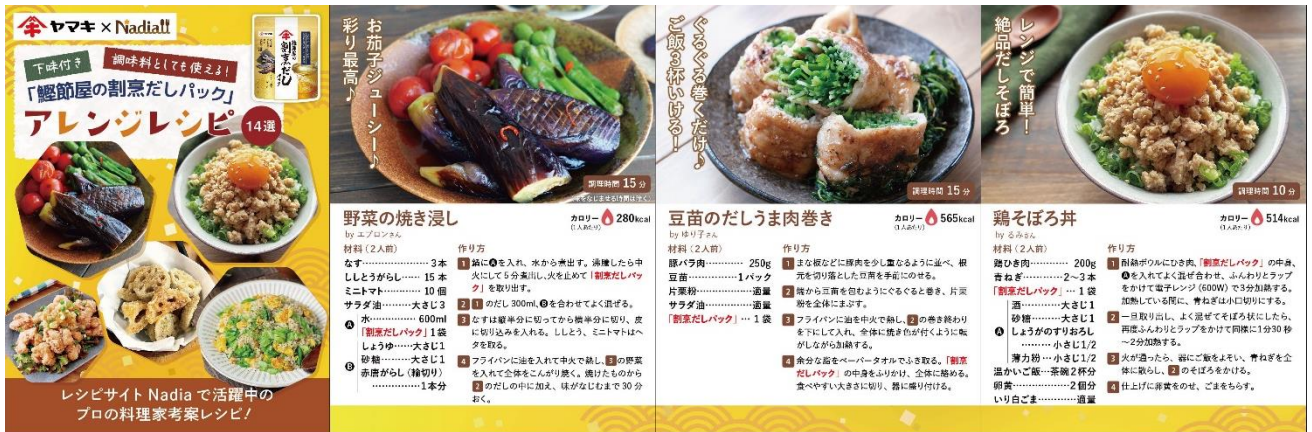 ヤマキ×Nadia
割烹だし
下味付き
調味料としても使える!
「鰹節屋の割烹だしパック」
アレンジレシピ 14選
レシピサイト Nadia で活躍中の
プロの料理家考案レシピ!
お茄子ジューシー♪
彩り最高♪
調理時間 15分
野菜の焼き浸し
by エプロンさん
カロリー 280kcal
(1人あたり)
材料(2人前)
なす……3本
ししとうがらし……15本
ミニトマト……10個
サラダ油……大さじ3
A
水……600ml
「割烹だしパック」1袋
しょうゆ……大さじ1
B
砂糖……大さじ1
赤唐がらし(輪切り)
……1本分
作り方
1 鍋にAを入れ、水から煮出す。沸騰したら中
火にして5分煮出し、火を止めて「割烹だしパッ
ク」を取り出す。
2 1のだし300ml、Bを合わせてよく混ぜる。
3 なすは縦半分に切ってから横半分に切り、皮
に切り込みを入れる。ししとう、ミニトマトはヘ
タを取る。
4 フライパンに油を入れて中火で熱し、3の野菜
を入れて全体をこんがり焼く。焼けたものから
2のだしの中に加え、味がなじむまで30分
おく。
ぐるぐる巻くだけ♪
ご飯3杯いける!
調理時間 15分
豆苗のだしうま肉巻き
by ゆり子さん
カロリー 565kcal
(1人あたり)
材料(2人前)
豚バラ肉……250g
豆苗……1パック
片栗粉……適量
サラダ油……適量
「割烹だしパック」…1袋
作り方
1 まな板などに豚肉を少し重なるように並べ、根
元を切り落とした豆苗を手前にのせる。
2 端から豆苗を包むようにぐるぐると巻き、片栗
粉を全体にまぶす。
3 フライパンに油を中火で熱し、2の巻き終わり
を下にして入れ、全体に焼き色が付くように転
がしながら加熱する。
4 余分な脂をペーパータオルでふき取る。「割烹
だしパック」の中身をふりかけ、全体に絡める。
食べやすい大きさに切り、器に盛り付ける。
レンジで簡単!
絶品だしそぼろ
調理時間 10分
鶏そぼろ丼
by るみさん
カロリー 514kcal
(1人あたり)
材料(2人前)
鶏ひき肉……200g
青ねぎ……2〜3本
「割烹だしパック」…1袋
A
酒……大さじ1
砂糖……大さじ1
しょうがのすりおろし
……小さじ1/2
薄力粉…小さじ1/2
温かいご飯…茶碗2杯分
卵黄……2個分
いり白ごま……適量
作り方
1 耐熱ボウルにひき肉、「割烹だしパック」の中身、
Aを入れてよく混ぜ合わせ、ふんわりとラップ
をかけて電子レンジ(600W)で3分加熱する。
加熱している間に、青ねぎは小口切りにする。
2 一旦取り出し、よく混ぜてそぼろ状にしたら、
再度ふんわりとラップをかけて同様に1分30秒
〜2分加熱する。
3 火が通ったら、器にご飯をよそい、青ねぎを全
体に散らし、2のそぼろをかける。
4 仕上げに卵黄をのせ、ごまをちらす。